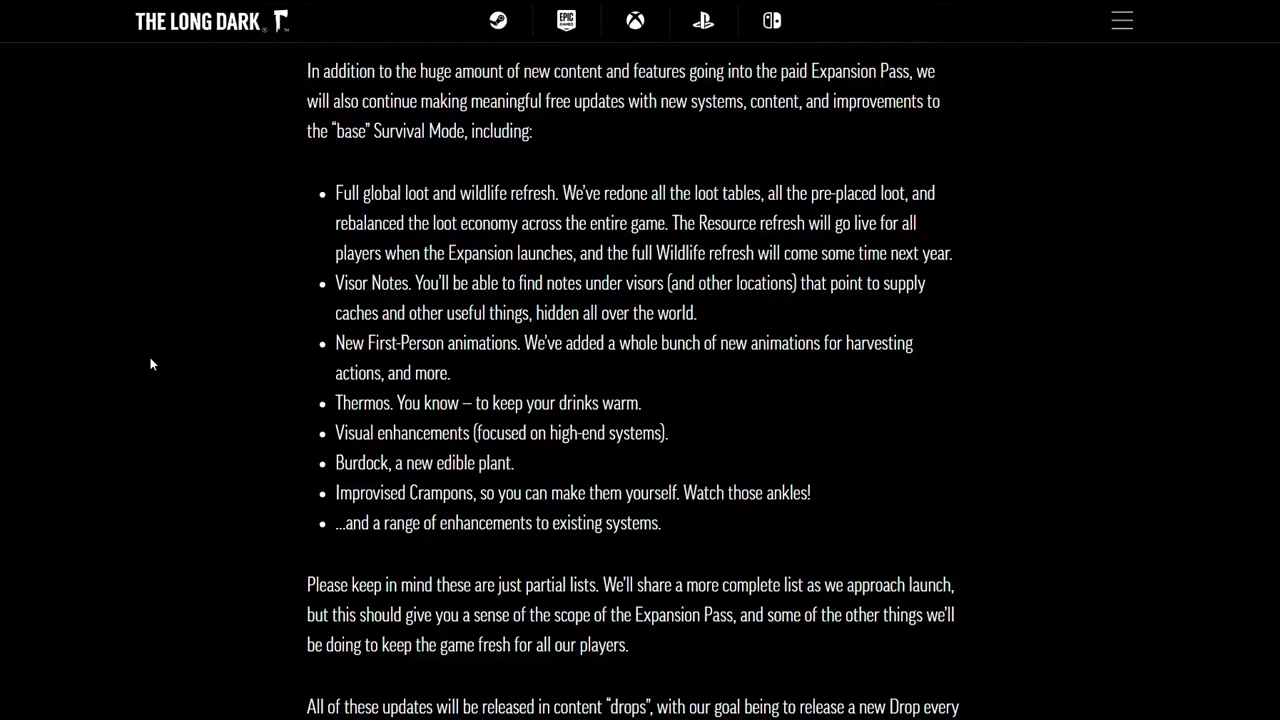 THE LONG DARK
EPIC GAMES
In addition to the huge amount of new content and features going into the paid Expansion Pass, we
will also continue making meaningful free updates with new systems, content, and improvements to
the “base” Survival Mode, including:
• Full global loot and wildlife refresh. We’ve redone all the loot tables, all the pre-placed loot, and
rebalanced the loot economy across the entire game. The Resource refresh will go live for all
players when the Expansion launches, and the full Wildlife refresh will come some time next year.
• Visor Notes. You’ll be able to find notes under visors (and other locations) that point to supply
caches and other useful things, hidden all over the world.
• New First-Person animations. We’ve added a whole bunch of new animations for harvesting
actions, and more.
• Thermos. You know – to keep your drinks warm.
• Visual enhancements (focused on high-end systems).
• Burdock, a new edible plant.
• Improvised Crampons, so you can make them yourself. Watch those ankles!
• …and a range of enhancements to existing systems.
Please keep in mind these are just partial lists. We’ll share a more complete list as we approach launch,
but this should give you a sense of the scope of the Expansion Pass, and some of the other things we’ll
be doing to keep the game fresh for all our players.
All of these updates will be released in content “drops”, with our goal being to release a new Drop every